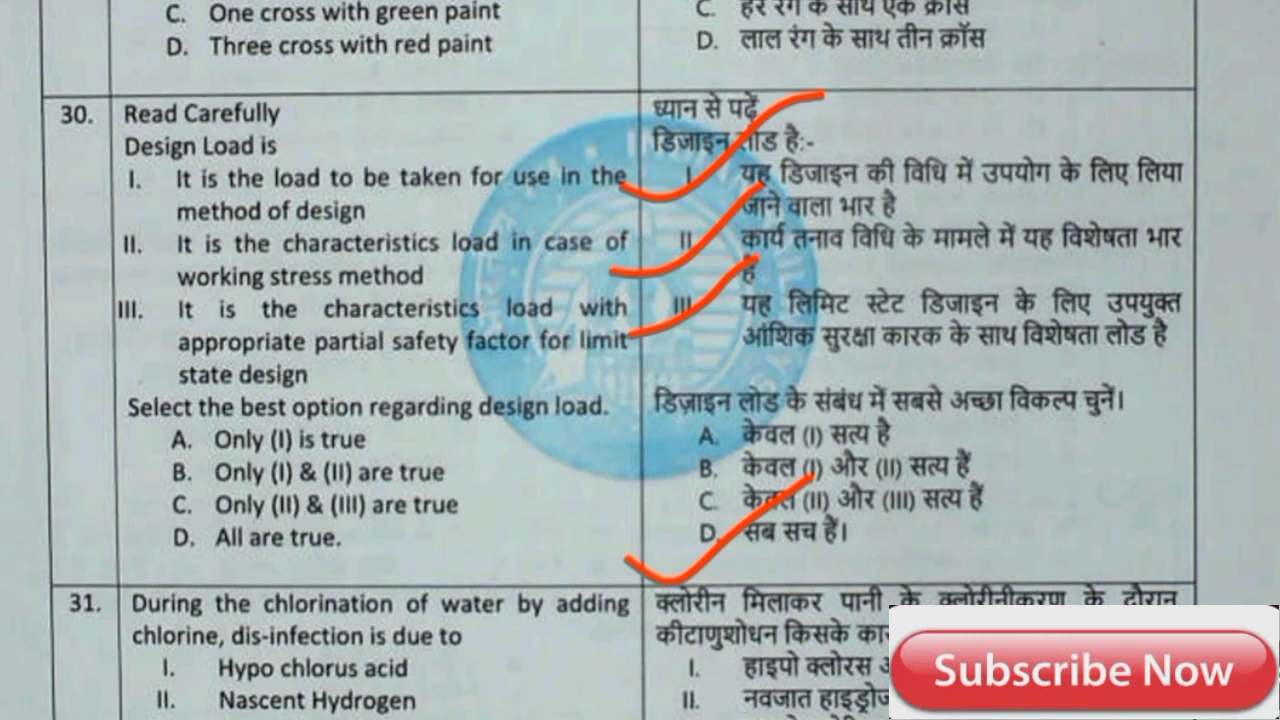 C. One cross with green paint
D. Three cross with red paint
C. हरे रंग के साथ एक क्रॉस
D. लाल रंग के साथ तीन क्रॉस
30. Read Carefully
Design Load is
I. It is the load to be taken for use in the
method of design
II. It is the characteristics load in case of
working stress method
III. It is the characteristics load with
appropriate partial safety factor for limit
state design
Select the best option regarding design load.
A. Only (I) is true
B. Only (I) & (II) are true
C. Only (II) & (III) are true
D. All are true.
ध्यान से पढ़ें
डिजाइन लोड है:-
I यह डिजाइन की विधि में उपयोग के लिए लिया
जाने वाला भार है
II कार्य तनाव विधि के मामले में यह विशेषता भार
है
III यह लिमिट स्टेट डिजाइन के लिए उपयुक्त
आंशिक सुरक्षा कारक के साथ विशेषता लोड है
डिज़ाइन लोड के संबंध में सबसे अच्छा विकल्प चुनें।
A. केवल (I) सत्य है
B. केवल (I) और (II) सत्य हैं
C. केवल (II) और (III) सत्य हैं
D. सब सच हैं।
31. During the chlorination of water by adding
chlorine, dis-infection is due to
I. Hypo chlorus acid
II. Nascent Hydrogen
क्लोरीन मिलाकर पानी के क्लोरीनीकरण के दौरान
कीटाणुशोधन किसके
I. हाइपो क्लोरस
II. नवजात
Subscribe Now